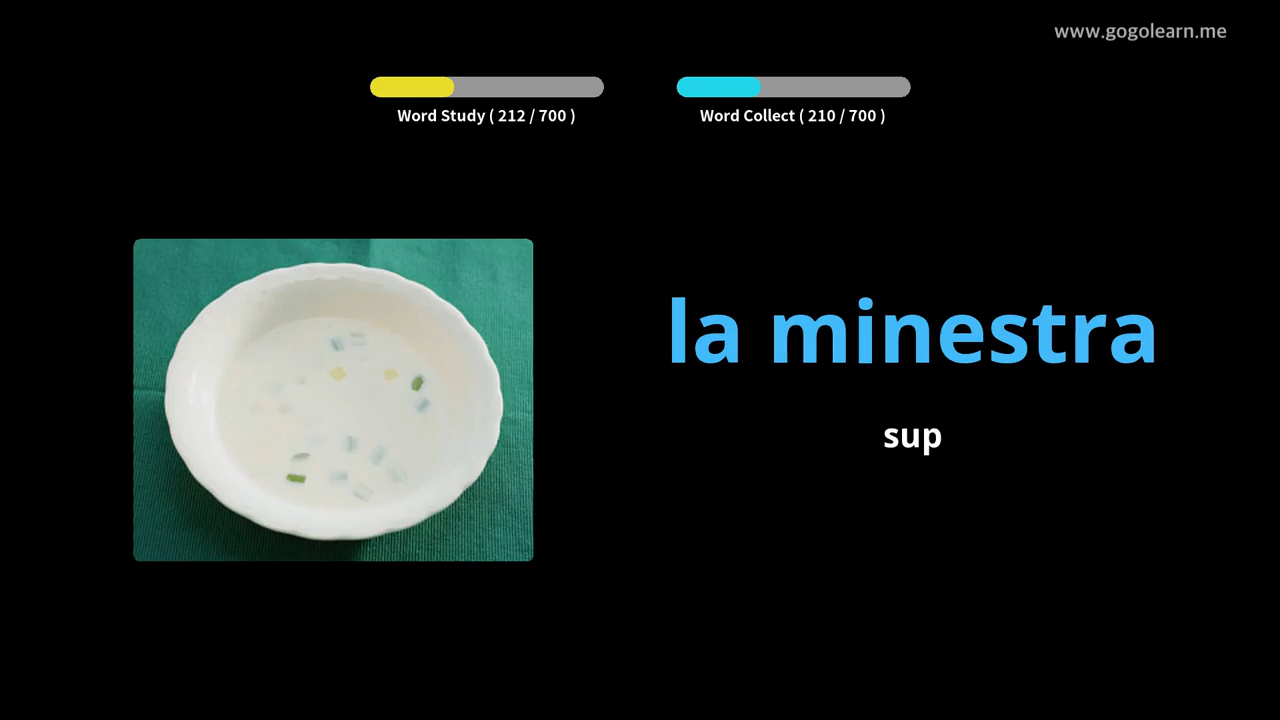 www.gogolearn.me
Word Study ( 212 / 700 )
Word Collect ( 210 / 700 )
la minestra
sup